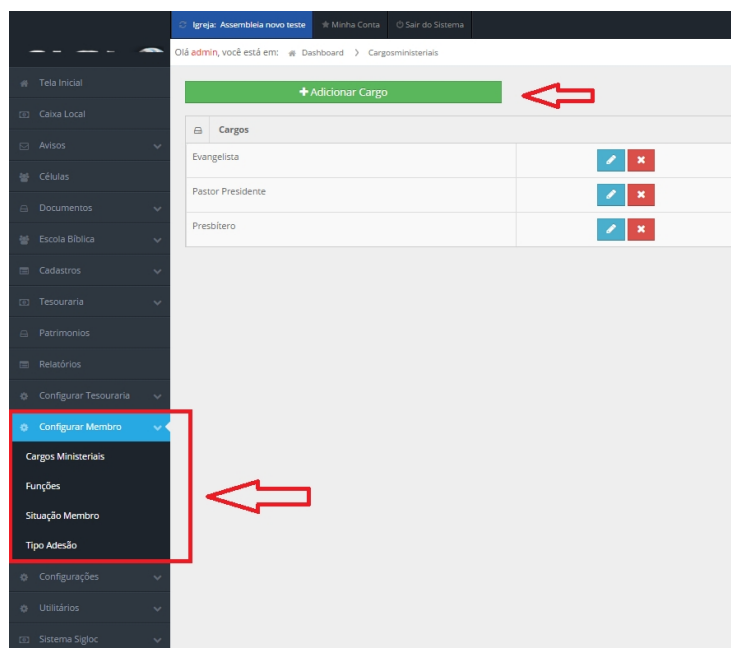 Igreja: Assembleia novo teste Minha Conta Sair do Sistema
Olá admin, você está em: Dashboard > Cargosministeriais
Tela Inicial
Caixa Local
Avisos
Células
Documentos
Escola Bíblica
Cadastros
Tesouraria
Patrimonios
Relatórios
Configurar Tesouraria
Configurar Membro
Cargos Ministeriais
Funções
Situação Membro
Tipo Adesão
Configurações
Utilitários
Sistema Sigloc
+ Adicionar Cargo
Cargos
Evangelista
Pastor Presidente
Presbítero